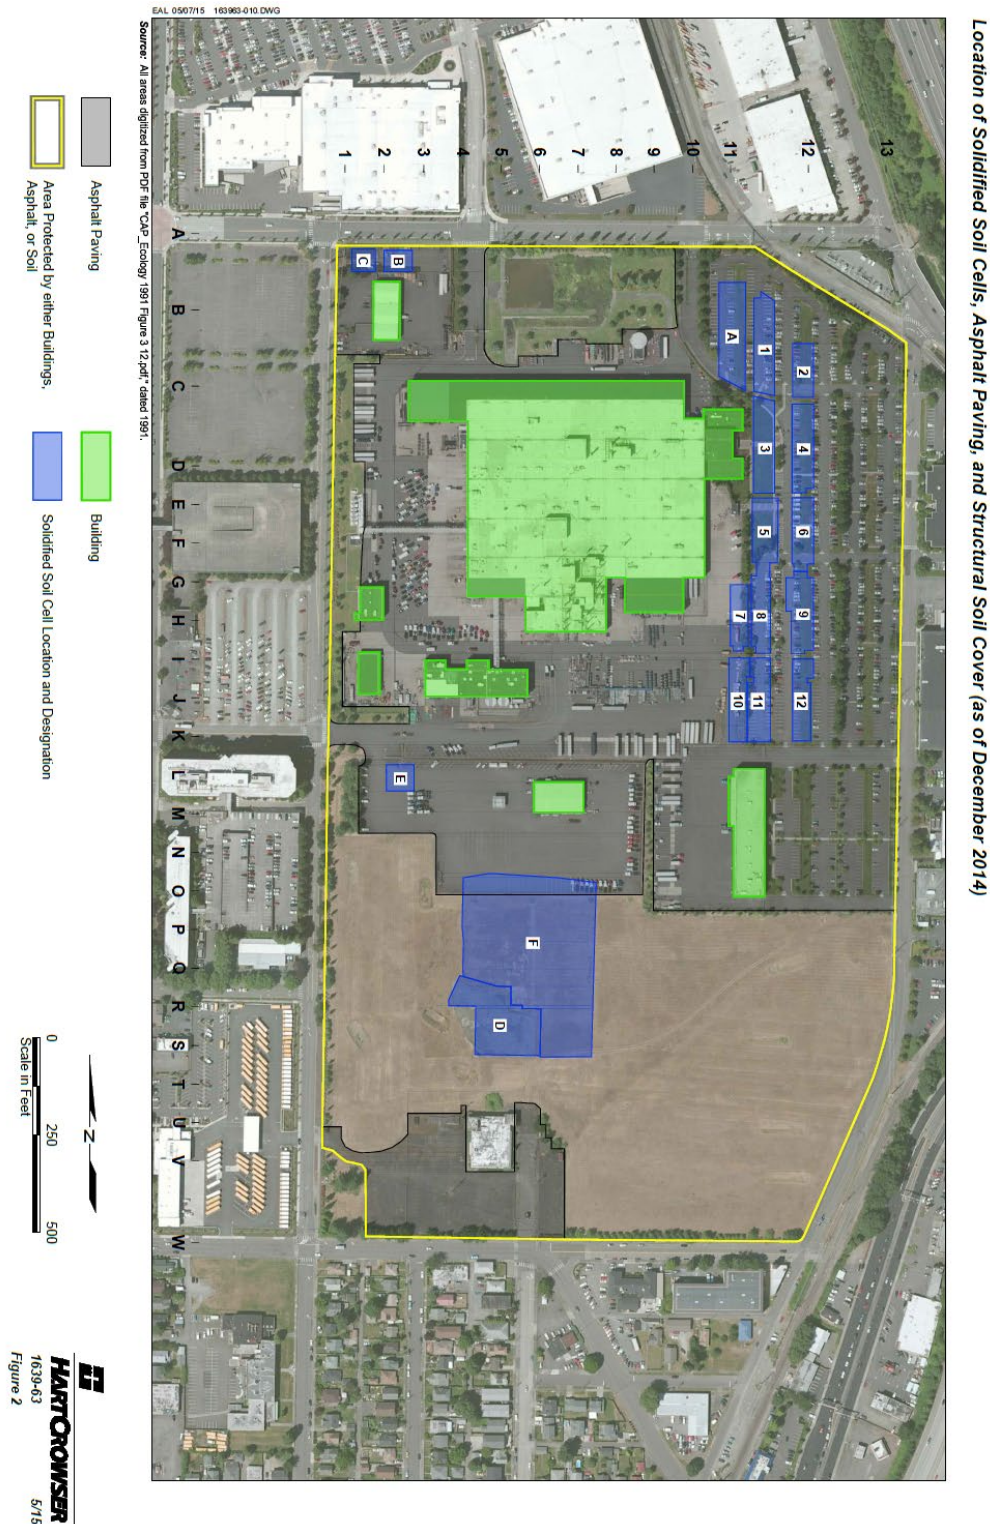 Location of Solidified Soil Cells, Asphalt Paving, and Structural Soil Cover (as of December 2014)
13
12
11
10
9
8
7
6
5
4
3
2
1
A
B
C
D
E
F
G
H
I
J
K
L
M
N
O
P
Q
R
S
T
U
V
W
2
4
6
9
12
1
3
5
8
11
A
7
10
B
C
E
F
D
EAL 05/07/15 163963-010.DWG
Source: All areas digitized from PDF file "CAP_Ecology 1991 Figure 3 12.pdf," dated 1991.
Asphalt Paving
Area Protected by either Buildings,
Asphalt, or Soil
Building
Solidified Soil Cell Location and Designation
0
250
500
Scale in Feet
N
HARTCROWSER
1639-63
5/15
Figure 2